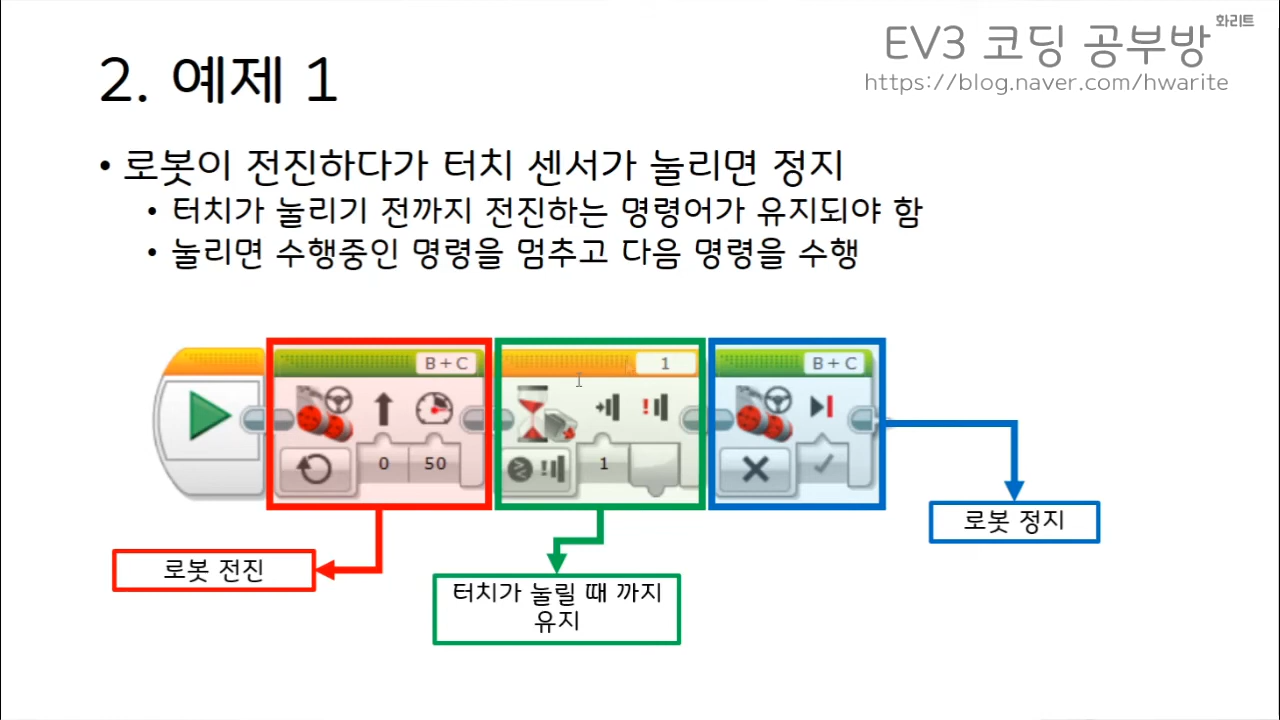 화리트
EV3 코딩 공부방
https://blog.naver.com/hwarite
2. 예제 1
• 로봇이 전진하다가 터치 센서가 눌리면 정지
• 터치가 눌리기 전까지 전진하는 명령어가 유지되야 함
• 눌리면 수행중인 명령을 멈추고 다음 명령을 수행
B+C
1
B+C
0
50
1
로봇 정지
로봇 전진
터치가 눌릴 때 까지
유지